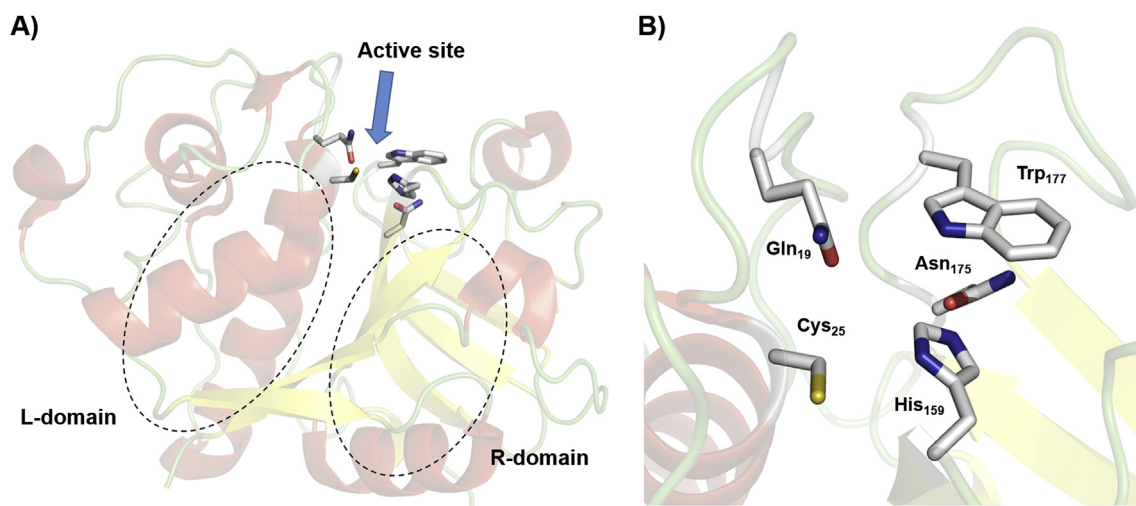 A)
Active site
L-domain
R-domain
B)
Trp177
Gln19
Asn175
Cys25
His159